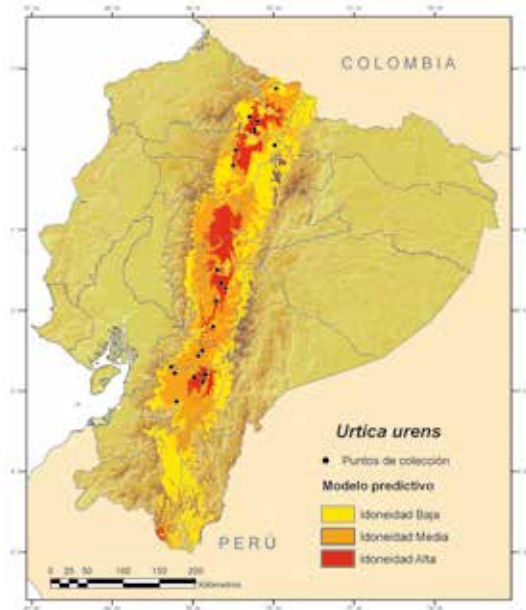 COLOMBIA
Urtica urens
Puntos de colección
Modelo predictivo
Idoneidad Baja
Idoneidad Media
Idoneidad Alta
PERÚ
0 25 50 100 150 200
Kilometros